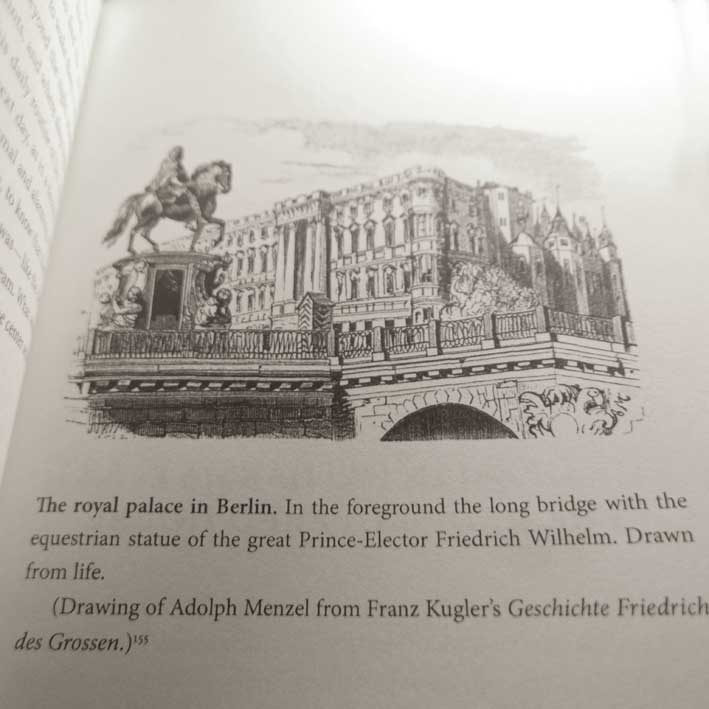 The royal palace in Berlin. In the foreground the long bridge with the
equestrian statue of the great Prince-Elector Friedrich Wilhelm. Drawn
from life.
(Drawing of Adolph Menzel from Franz Kugler's Geschichte Friedrich
des Grossen.)¹⁵⁵